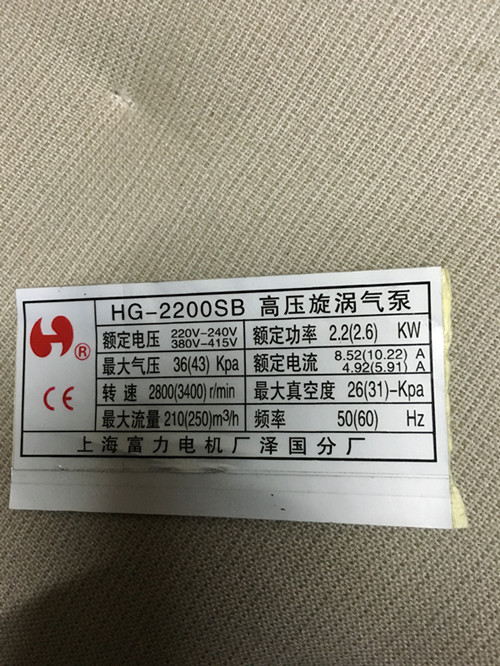 HG-2200SB 高压旋涡气泵
额定电压 220V-240V 380V-415V 额定功率 2.2(2.6) KW
最大气压 36(43) Kpa 额定电流 8.52(10.22) A 4.92(5.91) A
转速 2800(3400) r/min 最大真空度 26(31)-Kpa
最大流量 210(250)m³/h 频率 50(60) Hz
上海富力电机厂泽国分厂
®
CE